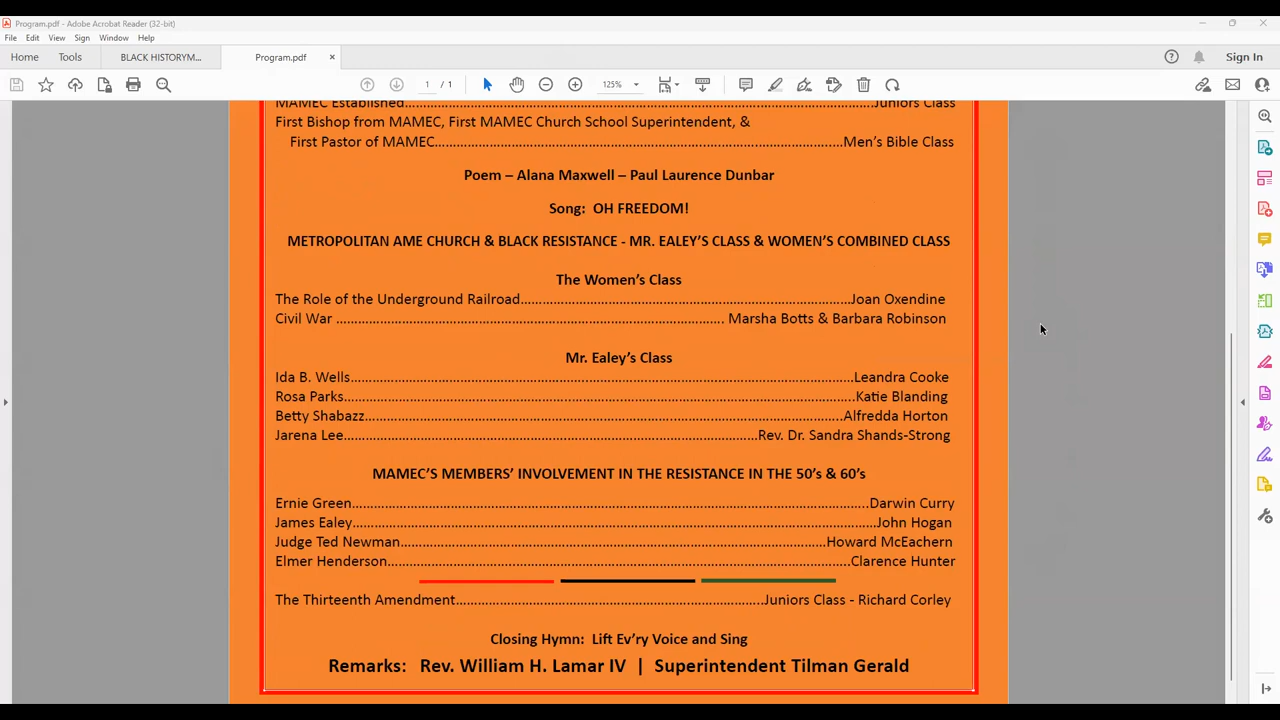 Program.pdf - Adobe Acrobat Reader (32-bit)
File Edit View Sign Window Help
Home Tools BLACK HISTORYM... Program.pdf × Sign In
1 / 1 125%
MAMEC Established................Juniors Class
First Bishop from MAMEC, First MAMEC Church School Superintendent, &
First Pastor of MAMEC................Men's Bible Class
Poem – Alana Maxwell – Paul Laurence Dunbar
Song: OH FREEDOM!
METROPOLITAN AME CHURCH & BLACK RESISTANCE - MR. EALEY'S CLASS & WOMEN'S COMBINED CLASS
The Women's Class
The Role of the Underground Railroad................Joan Oxendine
Civil War ................ Marsha Botts & Barbara Robinson
Mr. Ealey's Class
Ida B. Wells................Leandra Cooke
Rosa Parks................Katie Blanding
Betty Shabazz................Alfredda Horton
Jarena Lee................Rev. Dr. Sandra Shands-Strong
MAMEC'S MEMBERS' INVOLVEMENT IN THE RESISTANCE IN THE 50's & 60's
Ernie Green................Darwin Curry
James Ealey................John Hogan
Judge Ted Newman................Howard McEachern
Elmer Henderson................Clarence Hunter
The Thirteenth Amendment................Juniors Class - Richard Corley
Closing Hymn: Lift Ev'ry Voice and Sing
Remarks: Rev. William H. Lamar IV | Superintendent Tilman Gerald